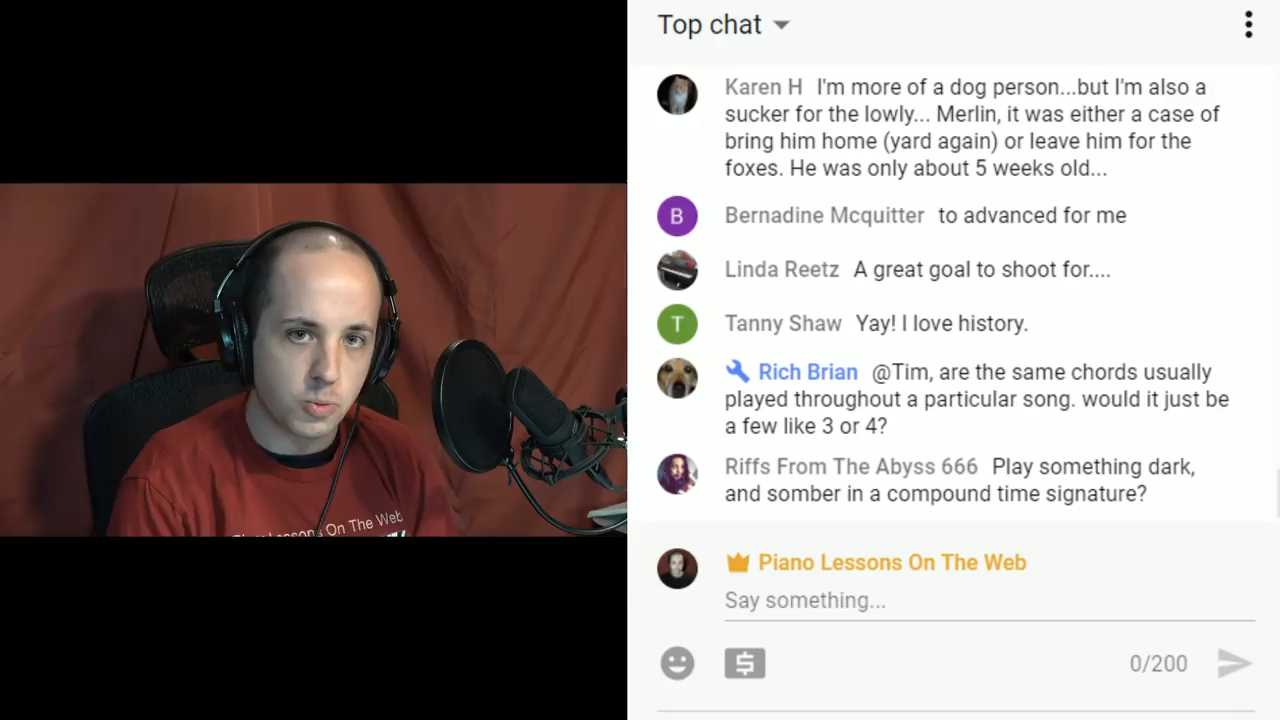 Top chat
Karen H I'm more of a dog person...but I'm also a
sucker for the lowly... Merlin, it was either a case of
bring him home (yard again) or leave him for the
foxes. He was only about 5 weeks old...
B
Bernadine Mcquitter to advanced for me
Linda Reetz A great goal to shoot for....
T
Tanny Shaw Yay! I love history.
Rich Brian @Tim, are the same chords usually
played throughout a particular song. would it just be
a few like 3 or 4?
Riffs From The Abyss 666 Play something dark,
and somber in a compound time signature?
Lessons On The Web
Piano Lessons On The Web
Say something...
$
0/200